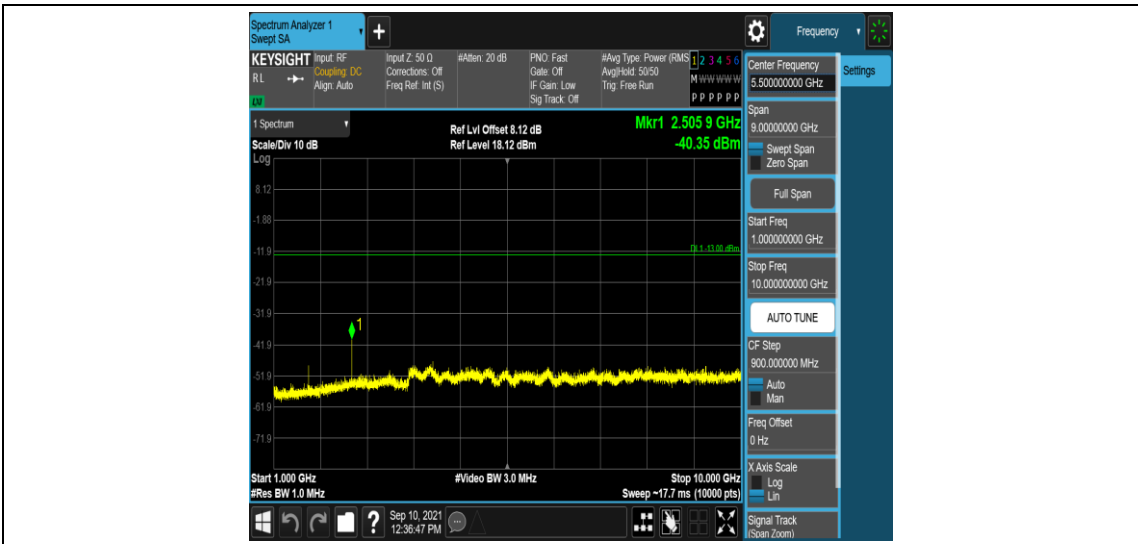 Spectrum Analyzer 1
Swept SA
+
Frequency
KEYSIGHT
RL
LXI
Input: RF
Coupling: DC
Align: Auto
Input Z: 50 Ω
Corrections: Off
Freq Ref: Int (S)
#Atten: 20 dB
PNO: Fast
Gate: Off
IF Gain: Low
Sig Track: Off
#Avg Type: Power (RMS
Avg|Hold: 50/50
Trig: Free Run
1 2 3 4 5 6
M W W W W W
P P P P P P
1 Spectrum
Scale/Div 10 dB
Ref Lvl Offset 8.12 dB
Ref Level 18.12 dBm
Mkr1 2.505 9 GHz
-40.35 dBm
Log
8.12
-1.88
-11.9
DL1 -13.00 dBm
-21.9
-31.9
1
-41.9
-51.9
-61.9
-71.9
Start 1.000 GHz
#Video BW 3.0 MHz
Stop 10.000 GHz
#Res BW 1.0 MHz
Sweep ~17.7 ms (10000 pts)
?
Sep 10, 2021
12:36:47 PM
Center Frequency
5.500000000 GHz
Settings
Span
9.00000000 GHz
Swept Span
Zero Span
Full Span
Start Freq
1.000000000 GHz
Stop Freq
10.000000000 GHz
AUTO TUNE
CF Step
900.000000 MHz
Auto
Man
Freq Offset
0 Hz
X Axis Scale
Log
Lin
Signal Track
(Span Zoom)